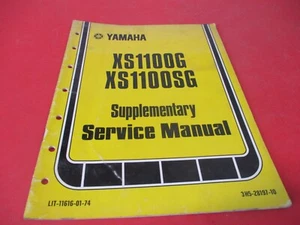 YAMAHA
XS1100G
XS1100SG
Supplementary
Service Manual
LIT-11616-01-74
3H5-28197-10